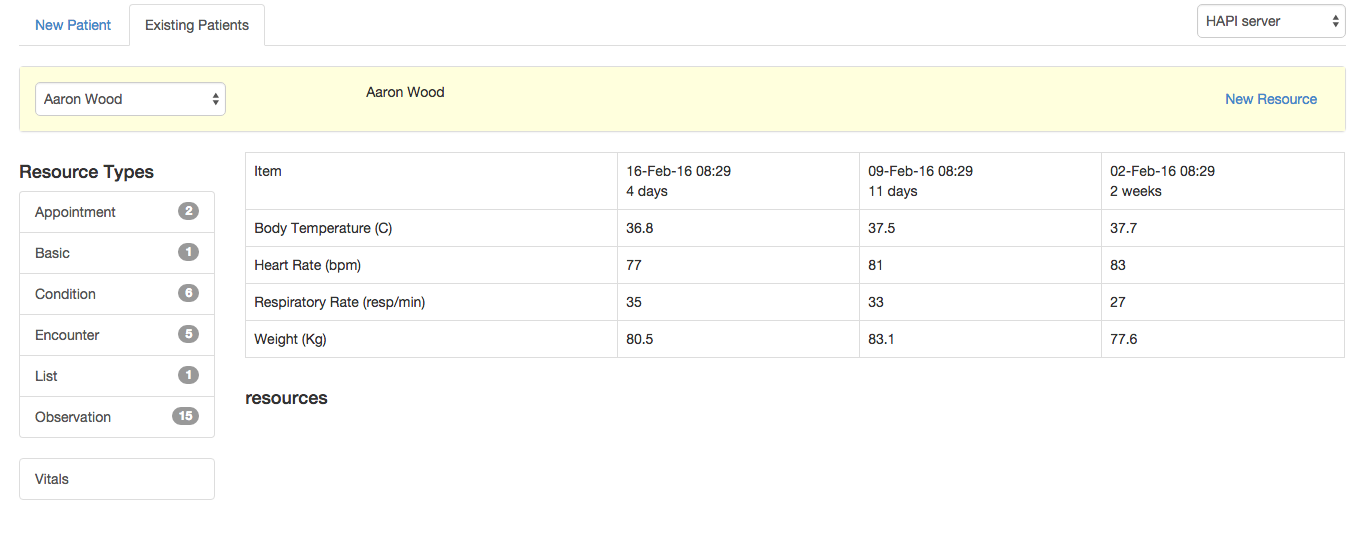 New Patient
Existing Patients
HAPI server
Aaron Wood
Aaron Wood
New Resource
Resource Types
Appointment 2
Basic 1
Condition 6
Encounter 5
List 1
Observation 15
Vitals
Item 16-Feb-16 08:29 09-Feb-16 08:29 02-Feb-16 08:29
4 days 11 days 2 weeks
Body Temperature (C) 36.8 37.5 37.7
Heart Rate (bpm) 77 81 83
Respiratory Rate (resp/min) 35 33 27
Weight (Kg) 80.5 83.1 77.6
resources